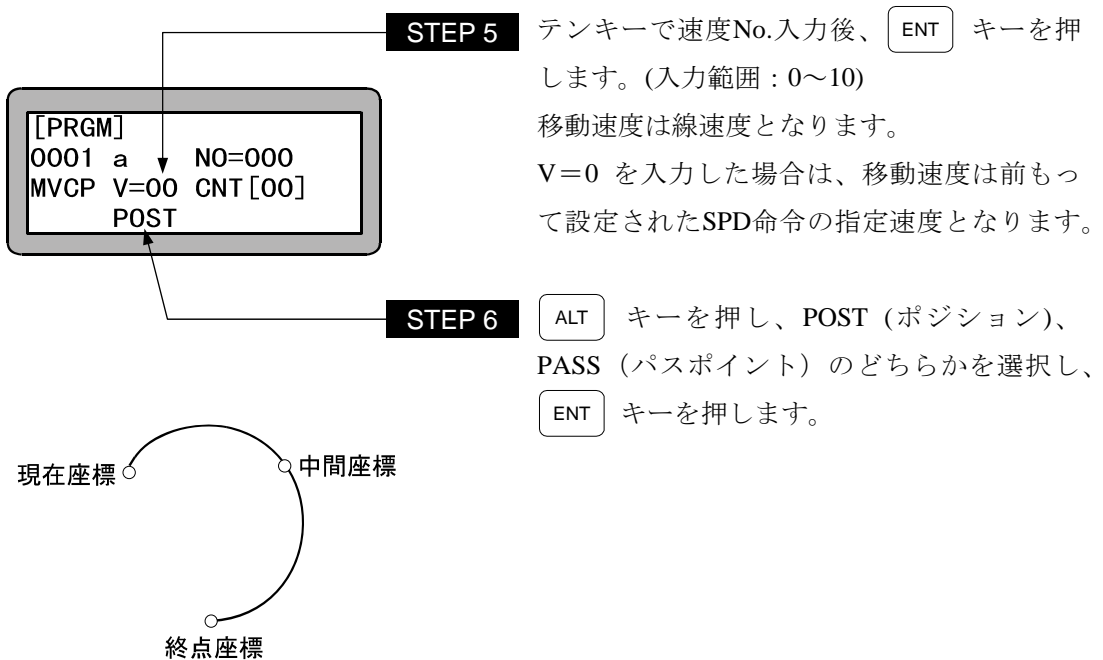 STEP 5
テンキーで速度No.入力後、 ENT キーを押
します。(入力範囲：0～10)
移動速度は線速度となります。
V＝0 を入力した場合は、移動速度は前もっ
て設定されたSPD命令の指定速度となります。
[PRGM]
0001 a NO=000
MVCP V=00 CNT[00]
POST
STEP 6
ALT キーを押し、POST (ポジション)、
PASS（パスポイント）のどちらかを選択し、
ENT キーを押します。
現在座標
中間座標
終点座標